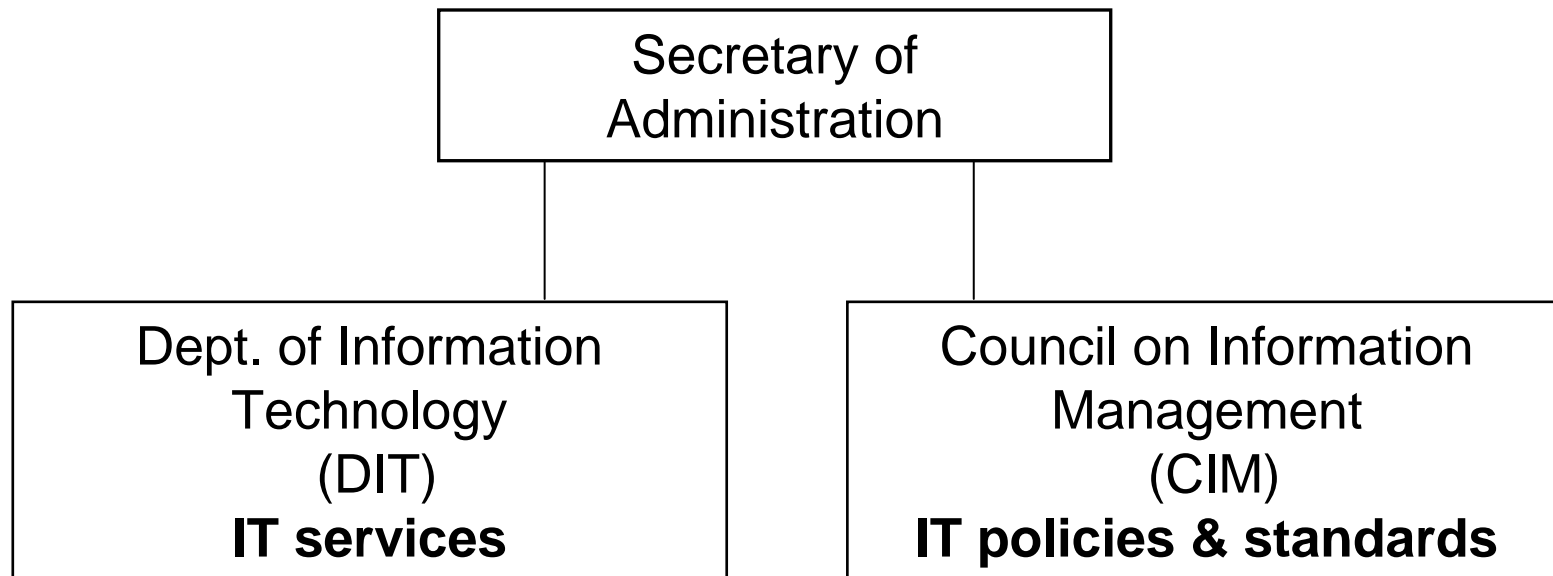 Secretary of
Administration
Dept. of Information
Technology
(DIT)
IT services
Council on Information
Management
(CIM)
IT policies & standards